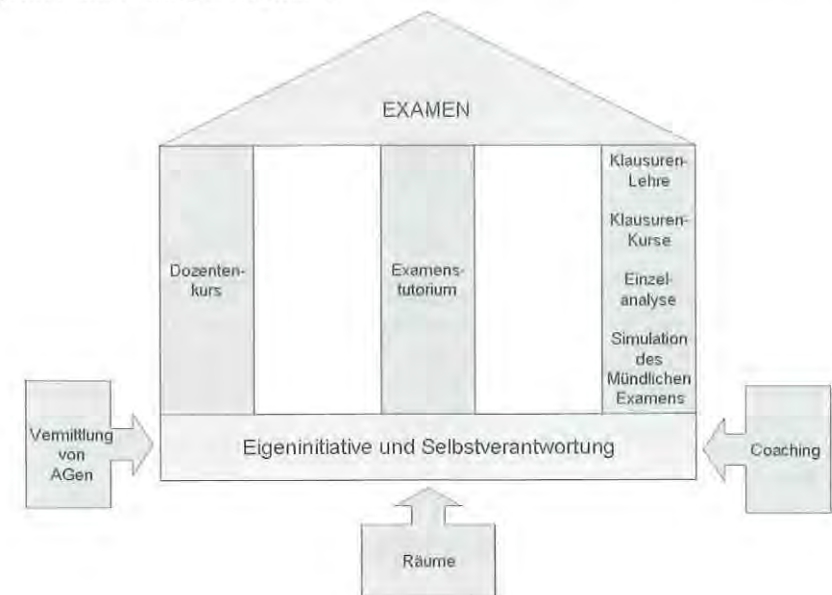 EXAMEN
Dozenten-
kurs
Examens-
tutorium
Klausuren-
Lehre
Klausuren-
Kurse
Einzel-
analyse
Simulation
des
Mündlichen
Examens
Vermittlung
von
AGen
Eigeninitiative und Selbstverantwortung
Coaching
Räume